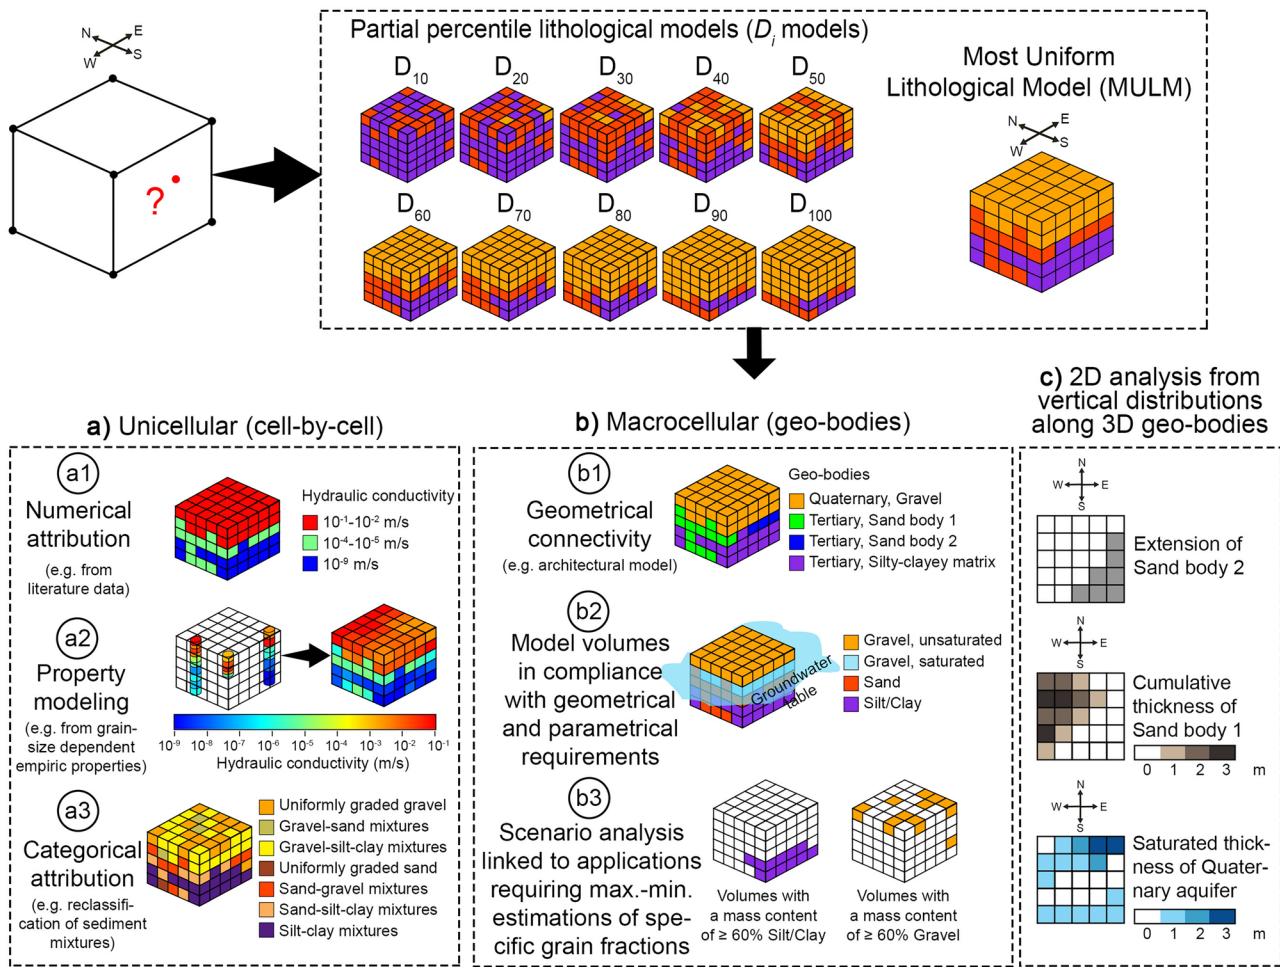 N
E
W
S
?
Partial percentile lithological models (Di models)
D10
D20
D30
D40
D50
D60
D70
D80
D90
D100
Most Uniform
Lithological Model (MULM)
N
E
W
S
a) Unicellular (cell-by-cell)
a1
Numerical
attribution
(e.g. from
literature data)
Hydraulic conductivity
10⁻¹-10⁻² m/s
10⁻⁴-10⁻⁵ m/s
10⁻⁹ m/s
a2
Property
modeling
(e.g. from grain-
size dependent
empiric properties)
10⁻⁹ 10⁻⁸ 10⁻⁷ 10⁻⁶ 10⁻⁴ 10⁻³ 10⁻² 10⁻¹
Hydraulic conductivity (m/s)
a3
Categorical
attribution
(e.g. reclassifi-
cation of sediment
mixtures)
Uniformly graded gravel
Gravel-sand mixtures
Gravel-silt-clay mixtures
Uniformly graded sand
Sand-gravel mixtures
Sand-silt-clay mixtures
Silt-clay mixtures
b) Macrocellular (geo-bodies)
b1
Geometrical
connectivity
(e.g. architectural model)
Geo-bodies
Quaternary, Gravel
Tertiary, Sand body 1
Tertiary, Sand body 2
Tertiary, Silty-clayey matrix
b2
Model volumes
in compliance
with geometrical
and parametrical
requirements
Groundwater
table
Gravel, unsaturated
Gravel, saturated
Sand
Silt/Clay
b3
Scenario analysis
linked to applications
requiring max.-min.
estimations of spe-
cific grain fractions
Volumes with
a mass content
of ≥ 60% Silt/Clay
Volumes with
a mass content
of ≥ 60% Gravel
c) 2D analysis from
vertical distributions
along 3D geo-bodies
N
W E
S
Extension of
Sand body 2
N
W E
S
Cumulative
thickness of
Sand body 1
0 1 2 3 m
N
W E
S
Saturated thick-
ness of Quater-
nary aquifer
0 1 2 3 m